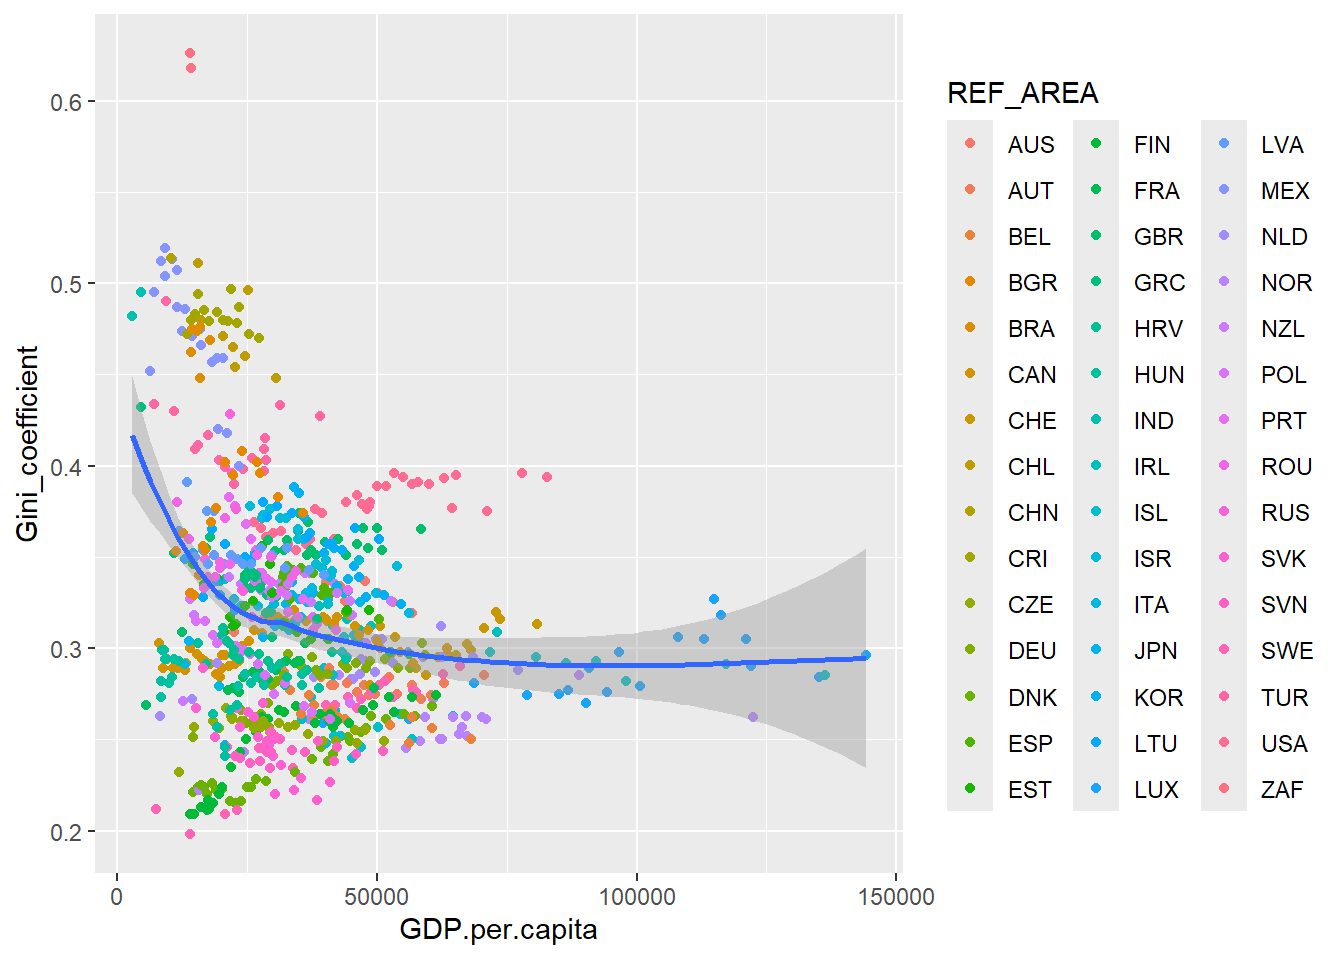 REF_AREA
AUS FIN LVA
AUT FRA MEX
BEL GBR NLD
BGR GRC NOR
BRA HRV NZL
CAN HUN POL
CHE IND PRT
CHL IRL ROU
CHN ISL RUS
CRI ISR SVK
CZE ITA SVN
DEU JPN SWE
DNK KOR TUR
ESP LTU USA
EST LUX ZAF
Gini_coefficient
0.6
0.5
0.4
0.3
0.2
0 50000 100000 150000
GDP.per.capita